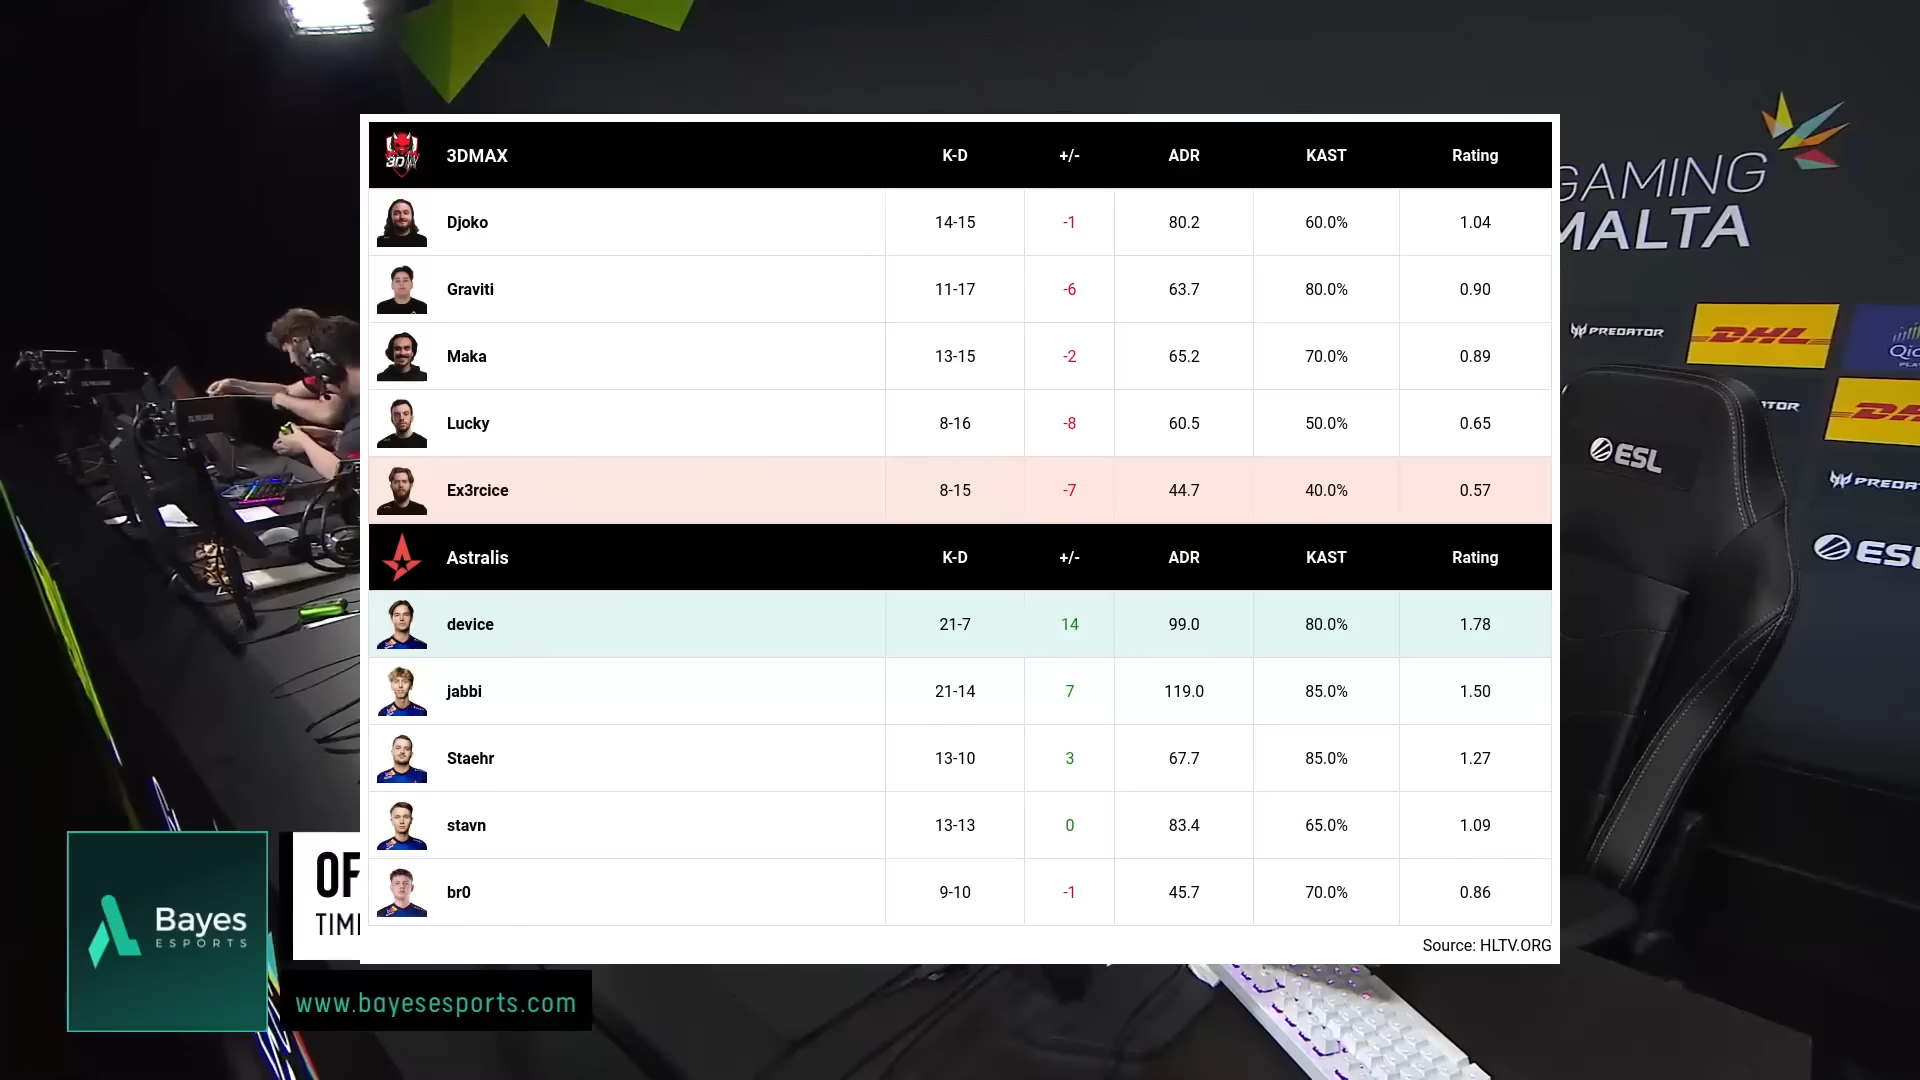 3DMAX K-D +/- ADR KAST Rating
Djoko 14-15 -1 80.2 60.0% 1.04
Graviti 11-17 -6 63.7 80.0% 0.90
Maka 13-15 -2 65.2 70.0% 0.89
Lucky 8-16 -8 60.5 50.0% 0.65
Ex3rcice 8-15 -7 44.7 40.0% 0.57
Astralis K-D +/- ADR KAST Rating
device 21-7 14 99.0 80.0% 1.78
jabbi 21-14 7 119.0 85.0% 1.50
Staehr 13-10 3 67.7 85.0% 1.27
stavn 13-13 0 83.4 65.0% 1.09
br0 9-10 -1 45.7 70.0% 0.86
Source: HLTV.ORG
GAMING
MALTA
PREDATOR
DHL
ESL
PREDATOR
ESL
Bayes
ESPORTS
www.bayesesports.com